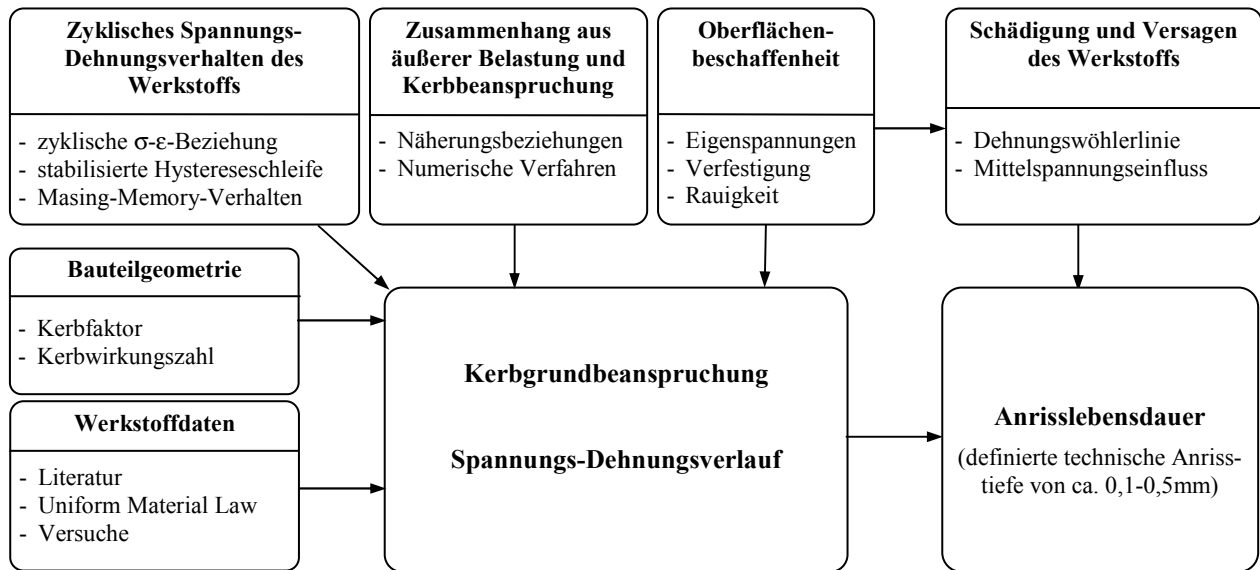 Zyklisches Spannungs-
Dehnungsverhalten des
Werkstoffs
- zyklische σ-ε-Beziehung
- stabilisierte Hystereseschleife
- Masing-Memory-Verhalten
Zusammenhang aus
äußerer Belastung und
Kerbbeanspruchung
- Näherungsbeziehungen
- Numerische Verfahren
Oberflächen-
beschaffenheit
- Eigenspannungen
- Verfestigung
- Rauigkeit
Schädigung und Versagen
des Werkstoffs
- Dehnungswöhlerlinie
- Mittelspannungseinfluss
Bauteilgeometrie
- Kerbfaktor
- Kerbwirkungszahl
Werkstoffdaten
- Literatur
- Uniform Material Law
- Versuche
Kerbgrundbeanspruchung
Spannungs-Dehnungsverlauf
Anrisslebensdauer
(definierte technische Anriss-
tiefe von ca. 0,1-0,5mm)